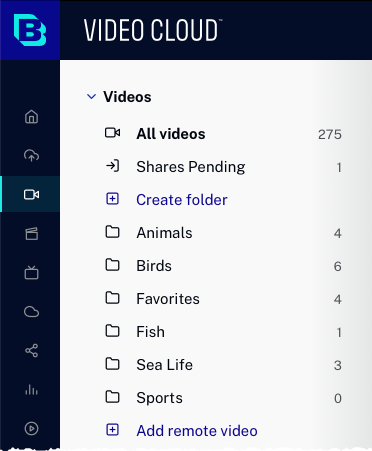 VIDEO CLOUD™
Videos
All videos 275
Shares Pending 1
Create folder
Animals 4
Birds 6
Favorites 4
Fish 1
Sea Life 3
Sports 0
Add remote video